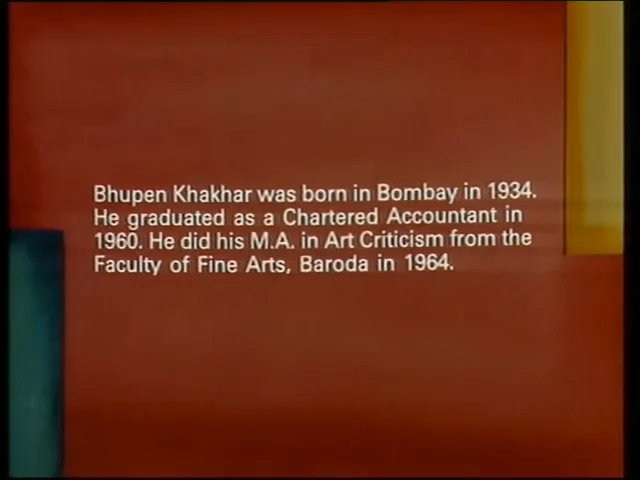 Bhupen Khakhar was born in Bombay in 1934.
He graduated as a Chartered Accountant in
1960. He did his M.A. in Art Criticism from the
Faculty of Fine Arts, Baroda in 1964.